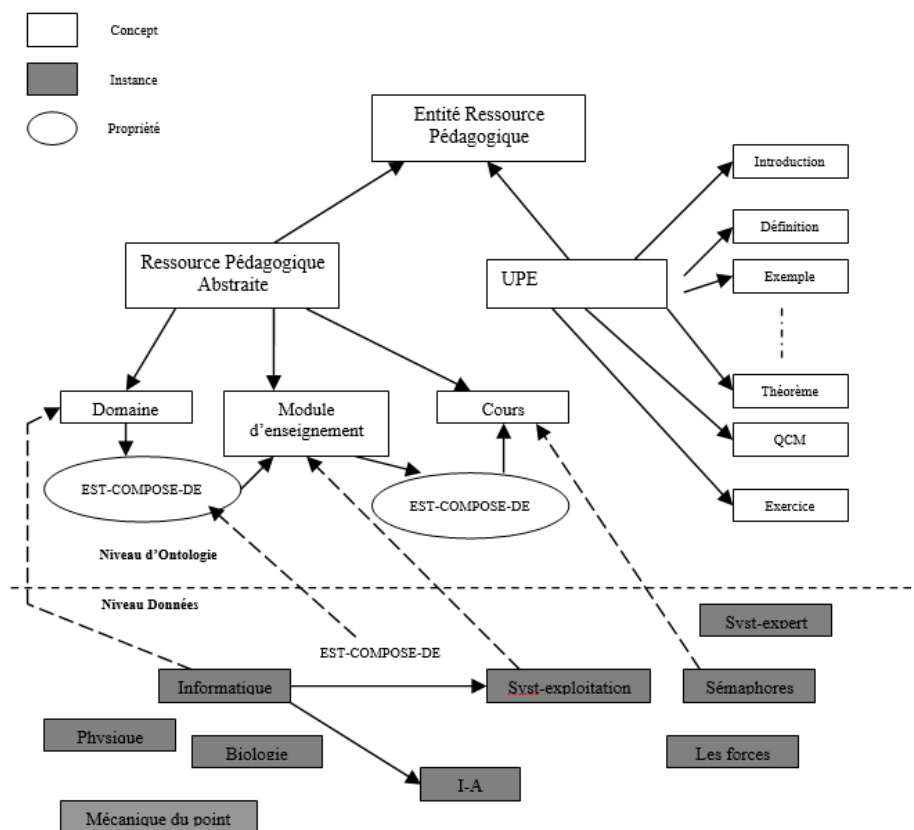 Concept
Instance
Propriété
Entité Ressource
Pédagogique
Introduction
Définition
Ressource Pédagogique
Abstraite
UPE
Exemple
Théorème
Domaine
Module
d'enseignement
Cours
QCM
EST-COMPOSE-DE
EST-COMPOSE-DE
Exercice
Niveau d'Ontologie
Niveau Données
Syst-expert
EST-COMPOSE-DE
Informatique
Syst-exploitation
Sémaphores
Physique
Biologie
Les forces
I-A
Mécanique du point